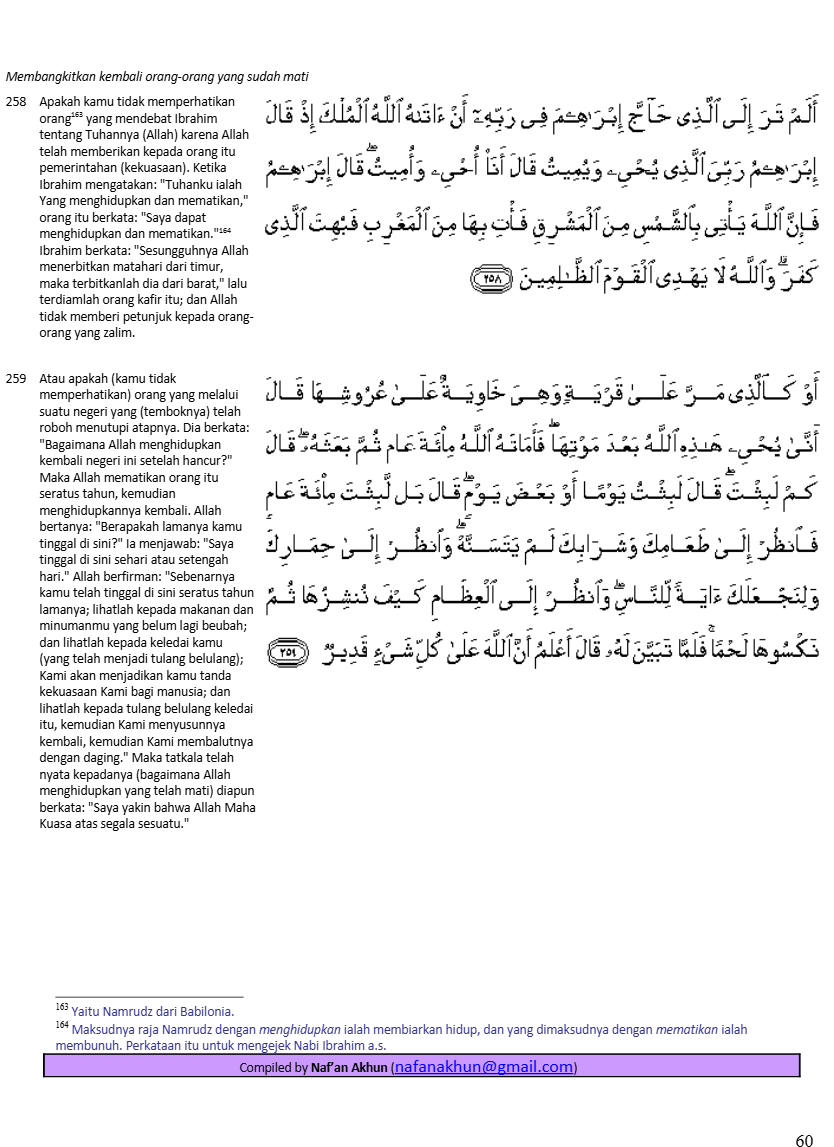 Membangkitkan kembali orang-orang yang sudah mati
258 Apakah kamu tidak memperhatikan
orang¹⁶³ yang mendebat Ibrahim
tentang Tuhannya (Allah) karena Allah
telah memberikan kepada orang itu
pemerintahan (kekuasaan). Ketika
Ibrahim mengatakan: "Tuhanku ialah
Yang menghidupkan dan mematikan,"
orang itu berkata: "Saya dapat
menghidupkan dan mematikan."¹⁶⁴
Ibrahim berkata: "Sesungguhnya Allah
menerbitkan matahari dari timur,
maka terbitkanlah dia dari barat," lalu
terdiamlah orang kafir itu; dan Allah
tidak memberi petunjuk kepada orang-
orang yang zalim.
أَلَمْ تَرَ إِلَى ٱلَّذِى حَآجَّ إِبْرَٰهِـۧمَ فِى رَبِّهِۦٓ أَنْ ءَاتَىٰهُ ٱللَّهُ ٱلْمُلْكَ إِذْ قَالَ
إِبْرَٰهِـۧمُ رَبِّىَ ٱلَّذِى يُحْىِۦ وَيُمِيتُ قَالَ أَنَا۠ أُحْىِۦ وَأُمِيتُ ۖ قَالَ إِبْرَٰهِـۧمُ
فَإِنَّ ٱللَّهَ يَأْتِى بِٱلشَّمْسِ مِنَ ٱلْمَشْرِقِ فَأْتِ بِهَا مِنَ ٱلْمَغْرِبِ فَبُهِتَ ٱلَّذِى
كَفَرَ ۗ وَٱللَّهُ لَا يَهْدِى ٱلْقَوْمَ ٱلظَّـٰلِمِينَ ٢٥٨
259 Atau apakah (kamu tidak
memperhatikan) orang yang melalui
suatu negeri yang (temboknya) telah
roboh menutupi atapnya. Dia berkata:
"Bagaimana Allah menghidupkan
kembali negeri ini setelah hancur?"
Maka Allah mematikan orang itu
seratus tahun, kemudian
menghidupkannya kembali. Allah
bertanya: "Berapakah lamanya kamu
tinggal di sini?" Ia menjawab: "Saya
tinggal di sini sehari atau setengah
hari." Allah berfirman: "Sebenarnya
kamu telah tinggal di sini seratus tahun
lamanya; lihatlah kepada makanan dan
minumanmu yang belum lagi beubah;
dan lihatlah kepada keledai kamu
(yang telah menjadi tulang belulang);
Kami akan menjadikan kamu tanda
kekuasaan Kami bagi manusia; dan
lihatlah kepada tulang belulang keledai
itu, kemudian Kami menyusunnya
kembali, kemudian Kami membalutnya
dengan daging." Maka tatkala telah
nyata kepadanya (bagaimana Allah
menghidupkan yang telah mati) diapun
berkata: "Saya yakin bahwa Allah Maha
Kuasa atas segala sesuatu."
أَوْ كَٱلَّذِى مَرَّ عَلَىٰ قَرْيَةٍ وَهِىَ خَاوِيَةٌ عَلَىٰ عُرُوشِهَا قَالَ
أَنَّىٰ يُحْىِۦ هَـٰذِهِ ٱللَّهُ بَعْدَ مَوْتِهَا ۖ فَأَمَاتَهُ ٱللَّهُ مِا۟ئَةَ عَامٍ ثُمَّ بَعَثَهُۥ ۖ قَالَ
كَمْ لَبِثْتَ ۖ قَالَ لَبِثْتُ يَوْمًا أَوْ بَعْضَ يَوْمٍ ۖ قَالَ بَل لَّبِثْتَ مِا۟ئَةَ عَامٍ
فَٱنظُرْ إِلَىٰ طَعَامِكَ وَشَرَابِكَ لَمْ يَتَسَنَّهْ ۖ وَٱنظُرْ إِلَىٰ حِمَارِكَ
وَلِنَجْعَلَكَ ءَايَةً لِّلنَّاسِ ۖ وَٱنظُرْ إِلَى ٱلْعِظَامِ كَيْفَ نُنشِزُهَا ثُمَّ
نَكْسُوهَا لَحْمًا ۚ فَلَمَّا تَبَيَّنَ لَهُۥ قَالَ أَعْلَمُ أَنَّ ٱللَّهَ عَلَىٰ كُلِّ شَىْءٍ قَدِيرٌ ٢٥٩
¹⁶³ Yaitu Namrudz dari Babilonia.
¹⁶⁴ Maksudnya raja Namrudz dengan menghidupkan ialah membiarkan hidup, dan yang dimaksudnya dengan mematikan ialah
membunuh. Perkataan itu untuk mengejek Nabi Ibrahim a.s.
Compiled by Naf’an Akhun (nafanakhun@gmail.com)
60